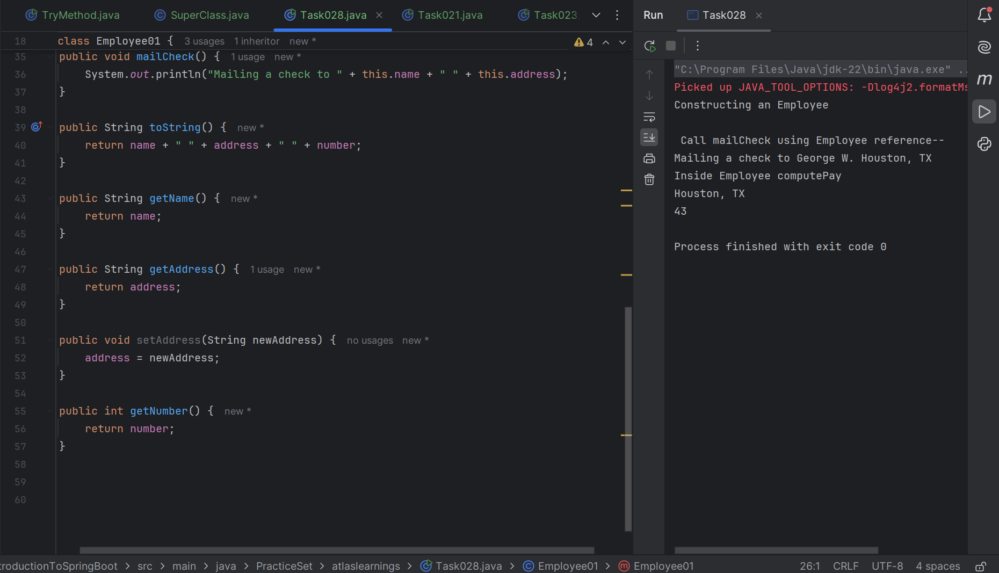 TryMethod.java SuperClass.java Task028.java Task021.java Task023. Run Task028
18 class Employee01 { 3 usages 1 inheritor new * 4
35 public void mailCheck() { 1 usage new *
36 System.out.println("Mailing a check to " + this.name + " " + this.address);
37 }
38
39 public String toString() { new *
40 return name + " " + address + " " + number;
41 }
42
43 public String getName() { new *
44 return name;
45 }
46
47 public String getAddress() { 1 usage new *
48 return address;
49 }
50
51 public void setAddress(String newAddress) { no usages new *
52 address = newAddress;
53 }
54
55 public int getNumber() { new *
56 return number;
57 }
58
59
60
"C:\Program Files\Java\jdk-22\bin\java.exe" ..
Picked up JAVA_TOOL_OPTIONS: -Dlog4j2.formatMs
Constructing an Employee
Call mailCheck using Employee reference--
Mailing a check to George W. Houston, TX
Inside Employee computePay
Houston, TX
43
Process finished with exit code 0
m
troductionToSpringBoot > src > main > java > PracticeSet > atlaslearnings > Task028.java > Employee01 > Employee01 26:1 CRLF UTF-8 4 spaces